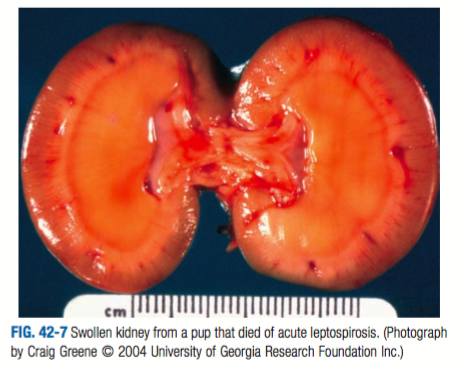 cm
FIG. 42-7 Swollen kidney from a pup that died of acute leptospirosis. (Photograph
by Craig Greene © 2004 University of Georgia Research Foundation Inc.)